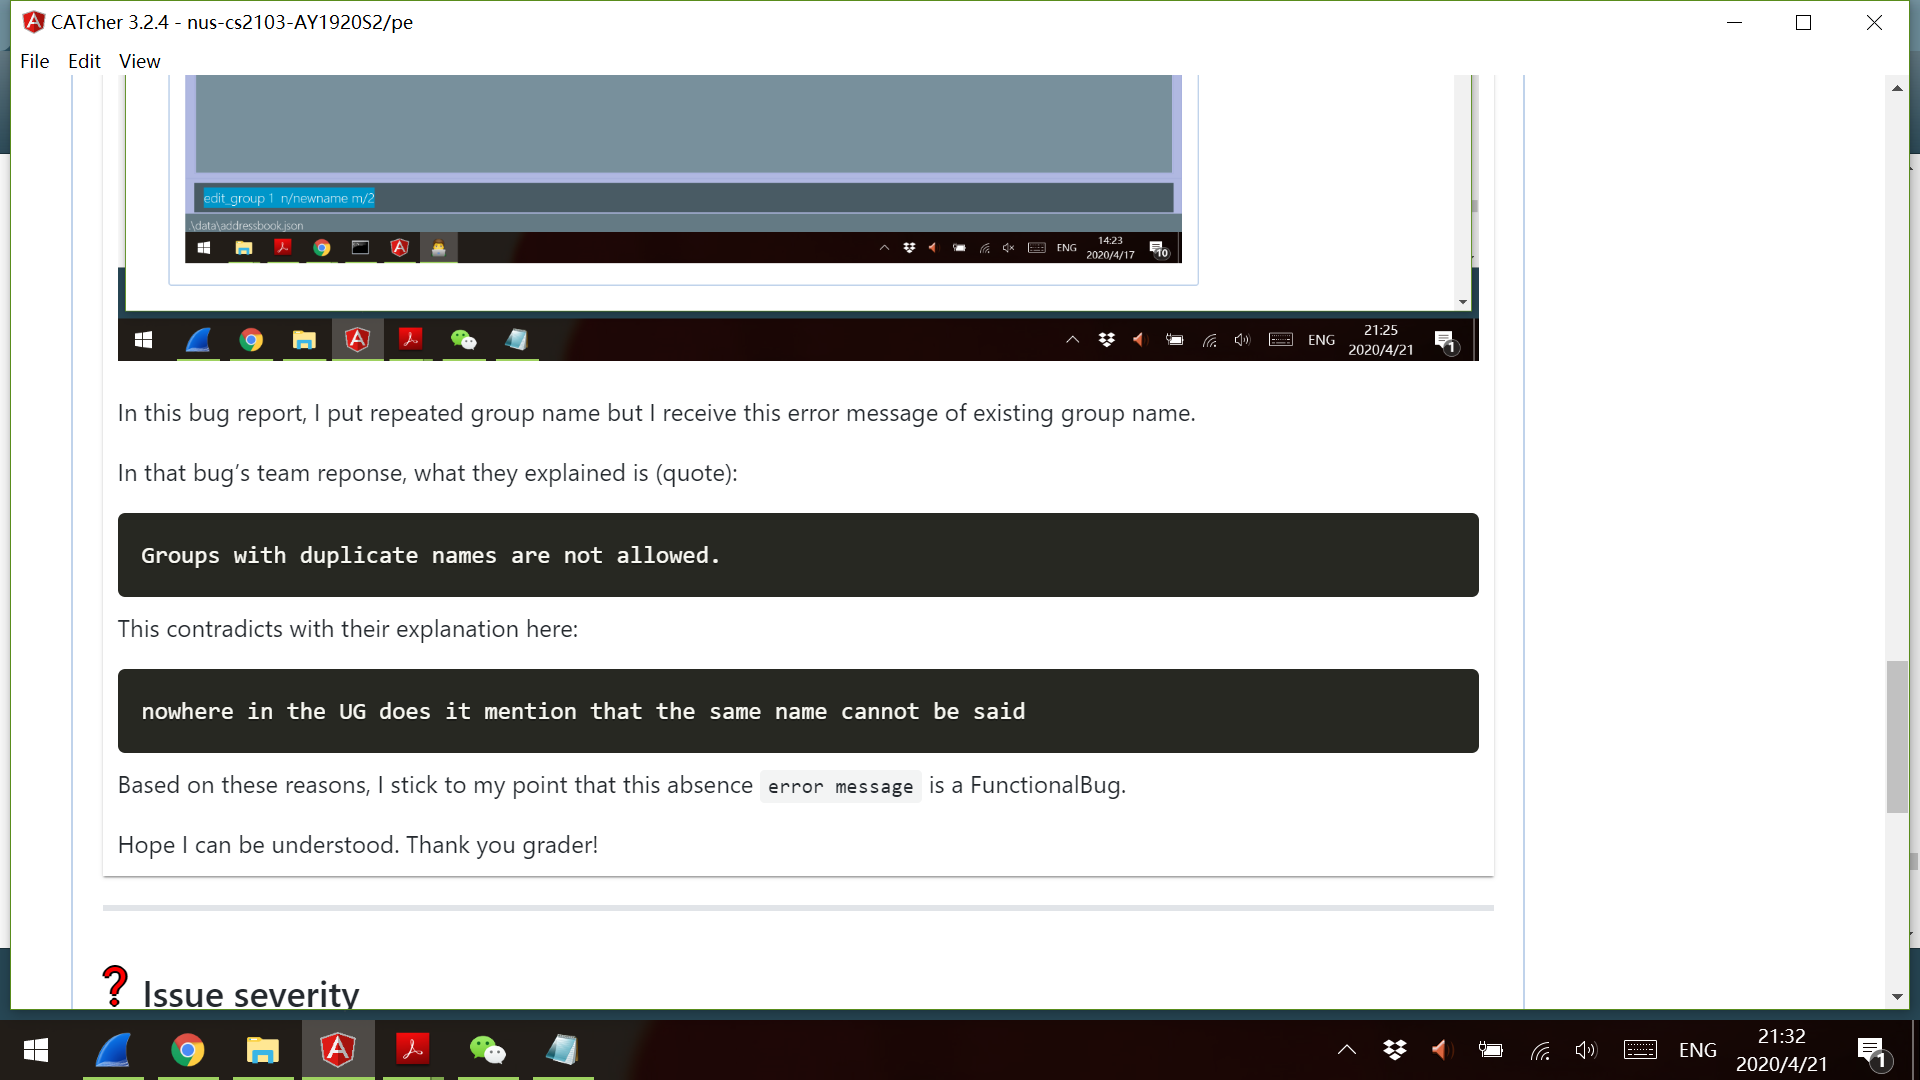 CATcher 3.2.4 - nus-cs2103-AY1920S2/pe
File Edit View
edit_group 1 n/newname m/2
.\data\addressbook.json
ENG
14:23
2020/4/17
10
ENG
21:25
2020/4/21
1
In this bug report, I put repeated group name but I receive this error message of existing group name.
In that bug’s team reponse, what they explained is (quote):
Groups with duplicate names are not allowed.
This contradicts with their explanation here:
nowhere in the UG does it mention that the same name cannot be said
Based on these reasons, I stick to my point that this absence error message is a FunctionalBug.
Hope I can be understood. Thank you grader!
Issue severity
ENG
21:32
2020/4/21
1